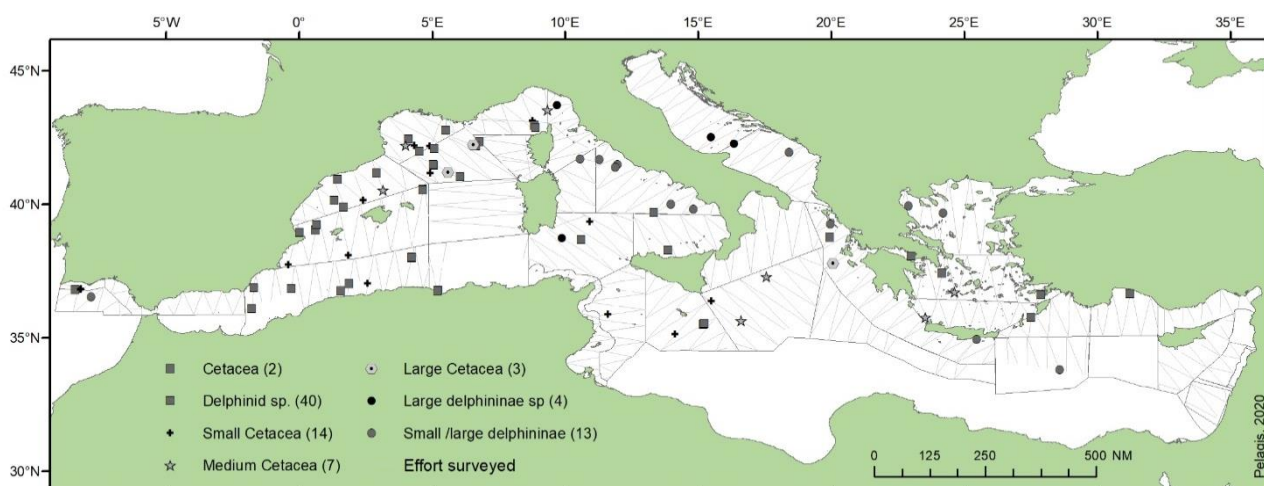 5°W 0° 5°E 10°E 15°E 20°E 25°E 30°E 35°E
45°N
40°N
35°N
30°N
Cetacea (2)
Delphinid sp. (40)
Small Cetacea (14)
Medium Cetacea (7)
Large Cetacea (3)
Large delphininae sp (4)
Small /large delphininae (13)
Effort surveyed
0 125 250 500 NM
Pelagis, 2020